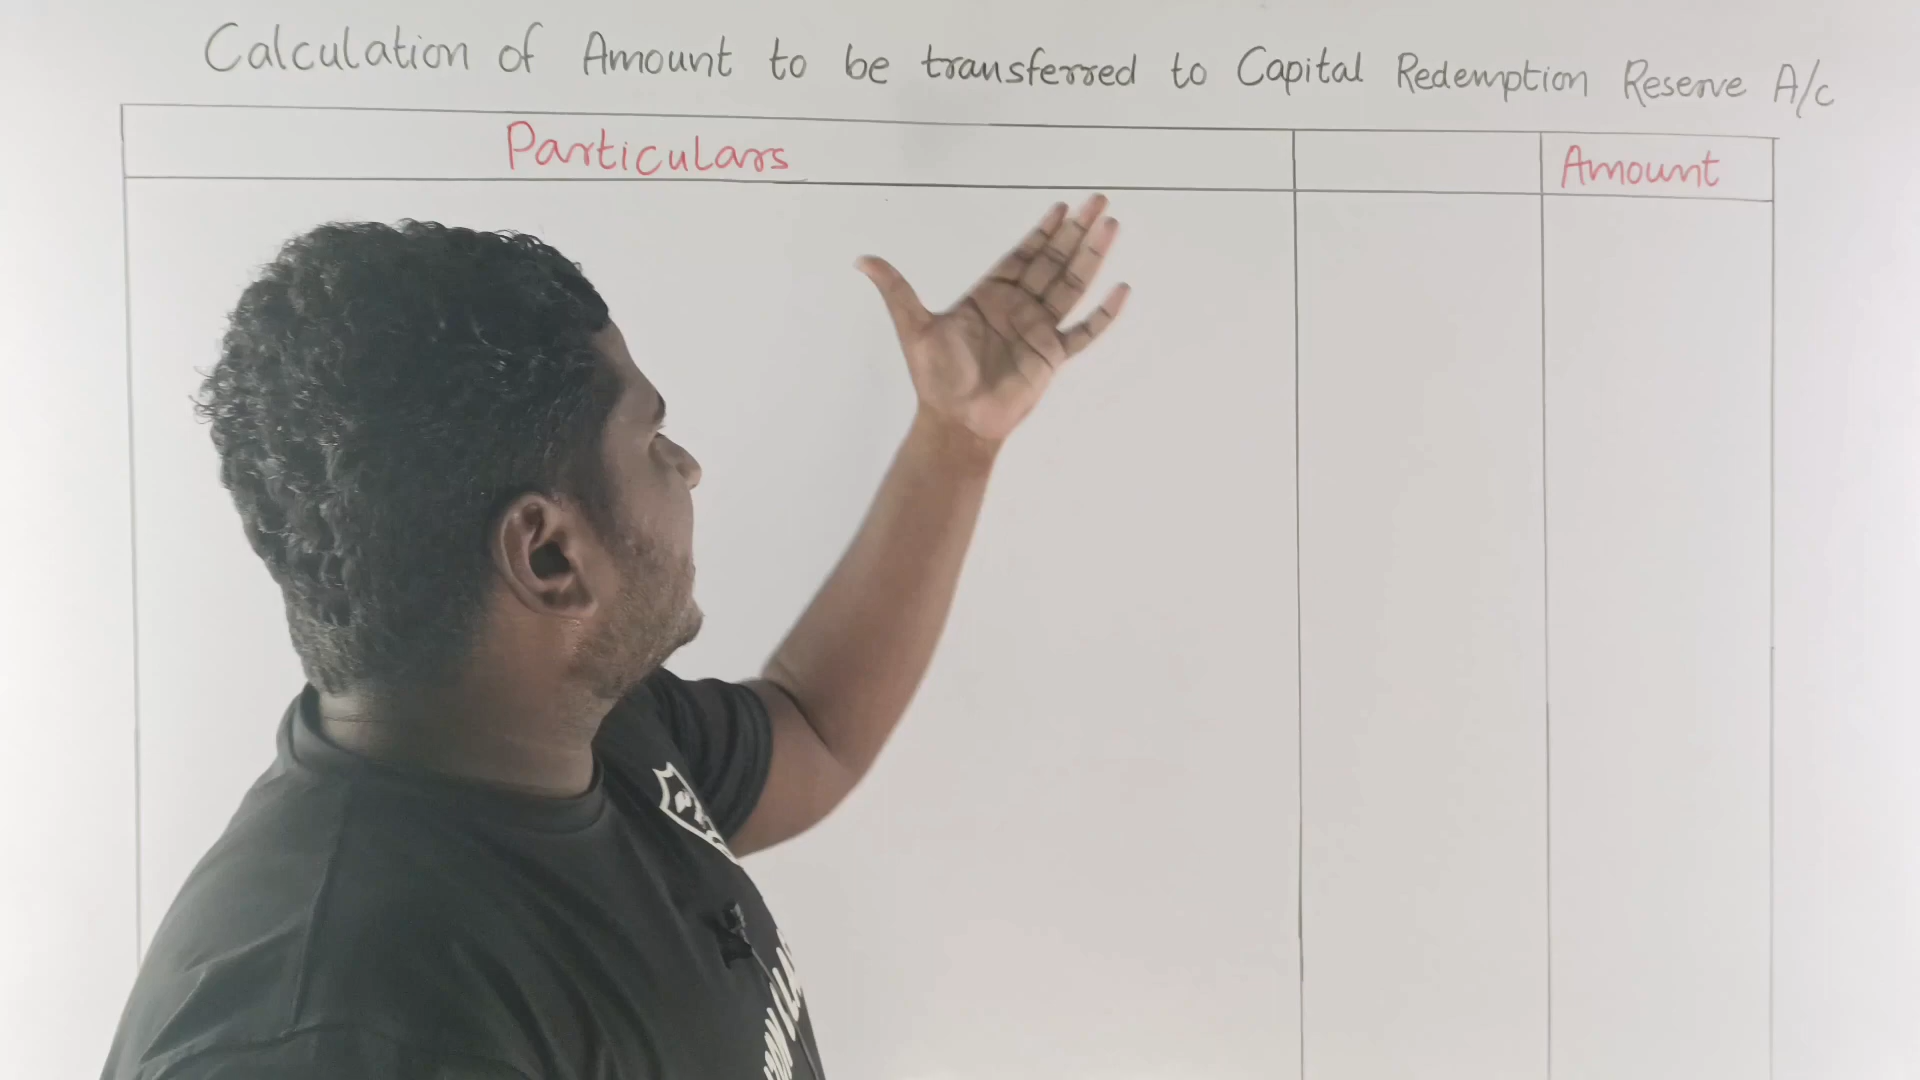 Calculation of Amount to be transferred to Capital Redemption Reserve A/c
Particulars Amount